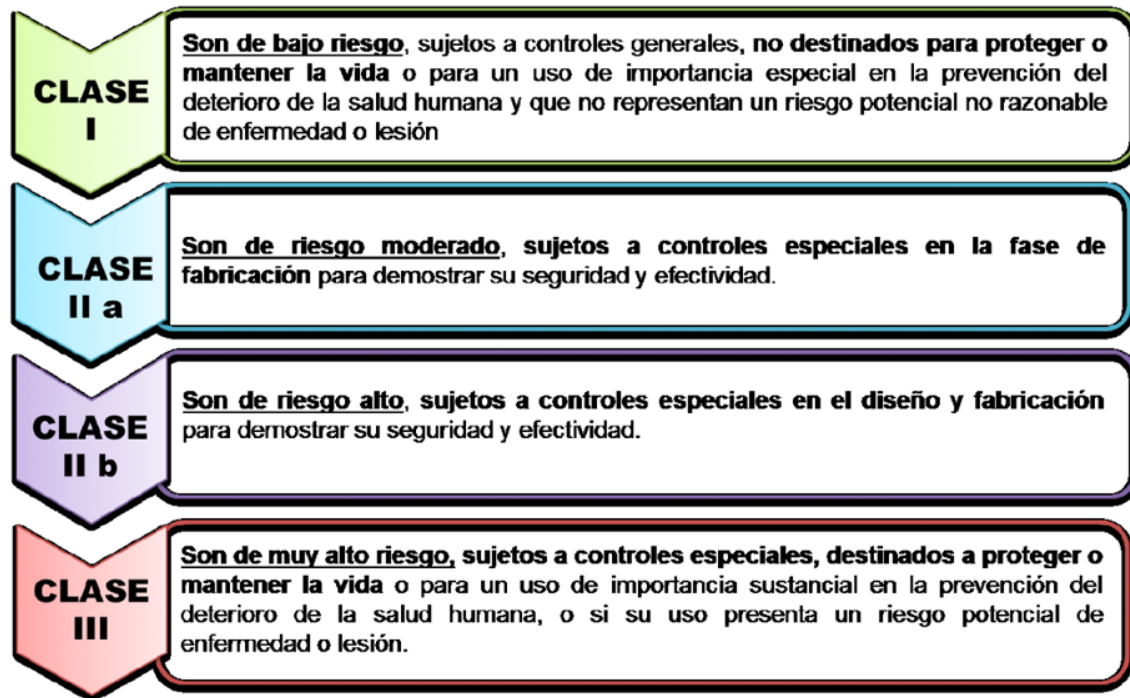 CLASE
I
Son de bajo riesgo, sujetos a controles generales, no destinados para proteger o
mantener la vida o para un uso de importancia especial en la prevención del
deterioro de la salud humana y que no representan un riesgo potencial no razonable
de enfermedad o lesión
CLASE
II a
Son de riesgo moderado, sujetos a controles especiales en la fase de
fabricación para demostrar su seguridad y efectividad.
CLASE
II b
Son de riesgo alto, sujetos a controles especiales en el diseño y fabricación
para demostrar su seguridad y efectividad.
CLASE
III
Son de muy alto riesgo, sujetos a controles especiales, destinados a proteger o
mantener la vida o para un uso de importancia sustancial en la prevención del
deterioro de la salud humana, o si su uso presenta un riesgo potencial de
enfermedad o lesión.